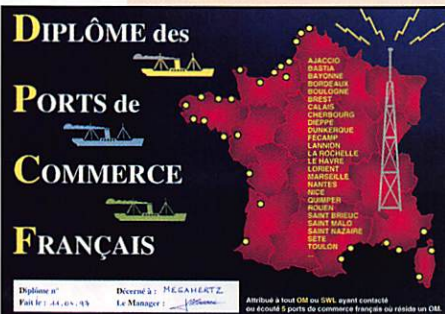 DIPLÔME des
PORTS de
COMMERCE
FRANÇAIS
AJACCIO
BASTIA
BAYONNE
BORDEAUX
BOULOGNE
BREST
CALAIS
CHERBOURG
DIEPPE
DUNKERQUE
FECAMP
LANNION
LA ROCHELLE
LE HAVRE
LORIENT
MARSEILLE
NANTES
NICE
QUIMPER
ROUEN
SAINT BRIEUC
SAINT MALO
SAINT NAZAIRE
SETE
TOULON
...
Diplôme n° Décerné à : MEGAHERTZ
Fait le : Le Manager :
Attribué à tout OM ou SWL ayant contacté
ou écouté 5 ports de commerce français où réside un OM.